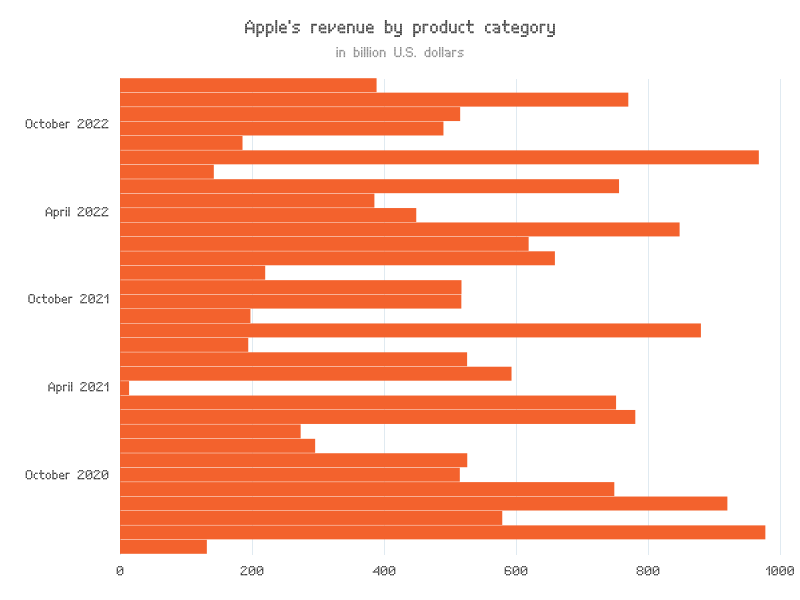 Apple's revenue by product category
in billion U.S. dollars
October 2022
April 2022
October 2021
April 2021
October 2020
0 200 400 600 800 1000